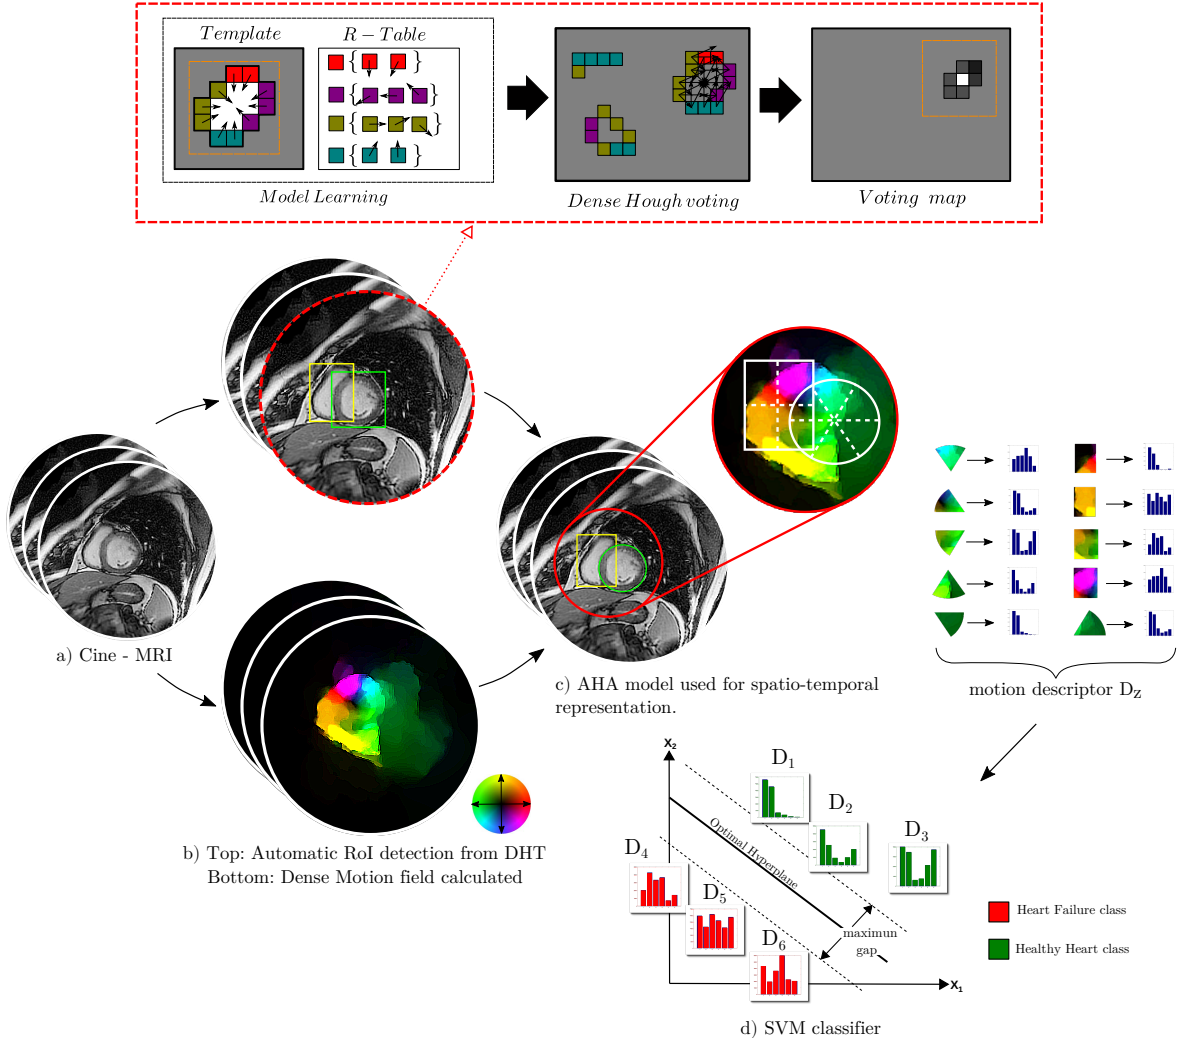 Template
R - Table
Model Learning
Dense Hough voting
Voting map
a) Cine - MRI
b) Top: Automatic RoI detection from DHT
Bottom: Dense Motion field calculated
c) AHA model used for spatio-temporal
representation.
motion descriptor Dz
X2
D1
D2
D3
Optimal Hyperplane
D4
D5
D6
maximun
gap
X1
Heart Failure class
Healthy Heart class
d) SVM classifier